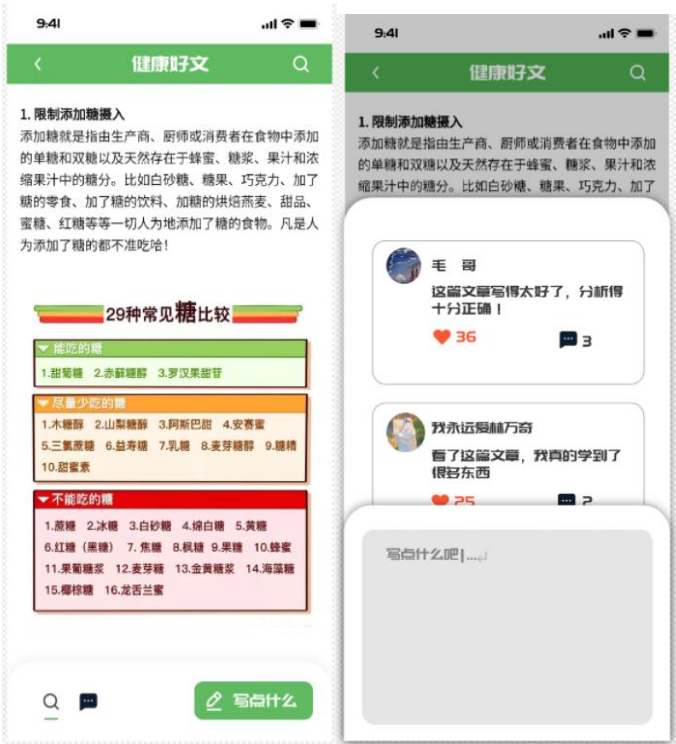 9:41
健康好文
1. 限制添加糖摄入
添加糖就是指由生产商、厨师或消费者在食物中添加
的单糖和双糖以及天然存在于蜂蜜、糖浆、果汁和浓
缩果汁中的糖分。比如白砂糖、糖果、巧克力、加了
糖的零食、加了糖的饮料、加糖的烘焙燕麦、甜品、
蜜糖、红糖等等一切人为地添加了糖的食物。凡是人
为添加了糖的都不准吃哈！
29种常见糖比较
能吃的糖
1.甜菊糖 2.赤藓糖醇 3.罗汉果甜苷
尽量少吃的糖
1.木糖醇 2.山梨糖醇 3.阿斯巴甜 4.安赛蜜
5.三氯蔗糖 6.益寿糖 7.乳糖 8.麦芽糖醇 9.糖精
10.甜蜜素
不能吃的糖
1.蔗糖 2.冰糖 3.白砂糖 4.绵白糖 5.黄糖
6.红糖（黑糖） 7.焦糖 8.枫糖 9.果糖 10.蜂蜜
11.果葡糖浆 12.麦芽糖 13.金黄糖浆 14.海藻糖
15.椰棕糖 16.龙舌兰蜜
写点什么
9:41
健康好文
1. 限制添加糖摄入
添加糖就是指由生产商、厨师或消费者在食物中添加
的单糖和双糖以及天然存在于蜂蜜、糖浆、果汁和浓
缩果汁中的糖分。比如白砂糖、糖果、巧克力、加了
毛 哥
这篇文章写得太好了，分析得
十分正确！
36 3
我永远爱林万奇
看了这篇文章，我真的学到了
很多东西
25 2
写点什么吧|...